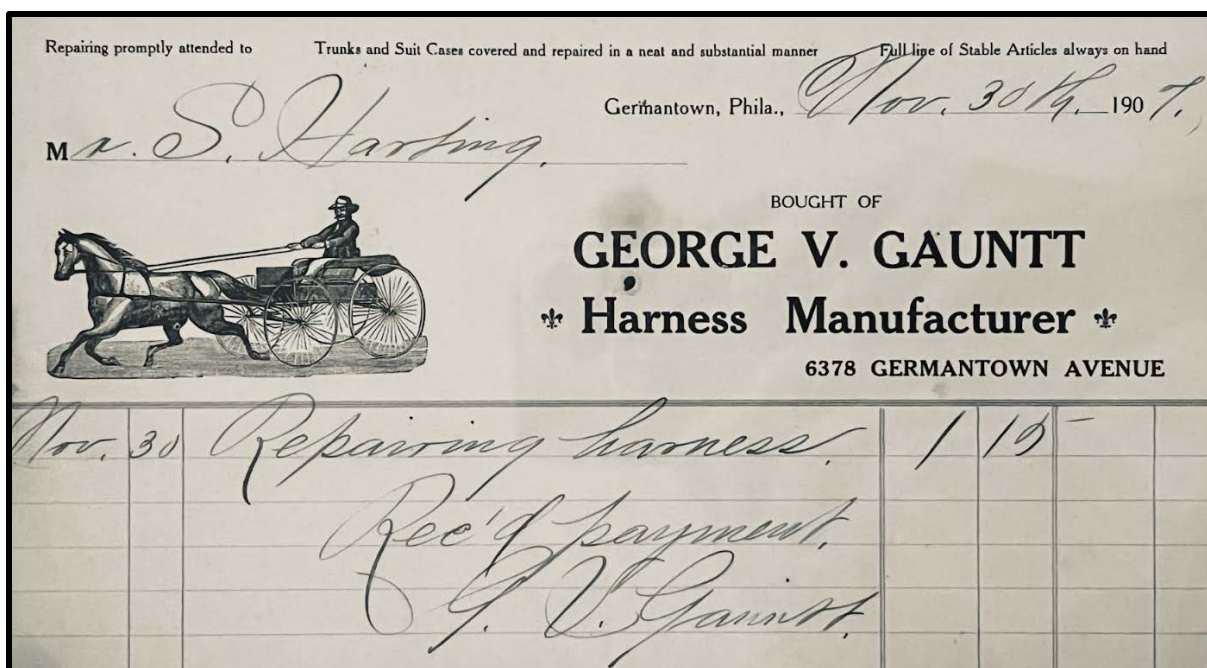 Repairing promptly attended to Trunks and Suit Cases covered and repaired in a neat and substantial manner Full line of Stable Articles always on hand
Germantown, Phila., Nov. 30th. 1907.
Mr. S. Harting.
BOUGHT OF
GEORGE V. GAUNTT
Harness Manufacturer
6378 GERMANTOWN AVENUE
Nov. 30 Repairing harness. 1 15
Rec'd payment.
G. V. Gauntt.